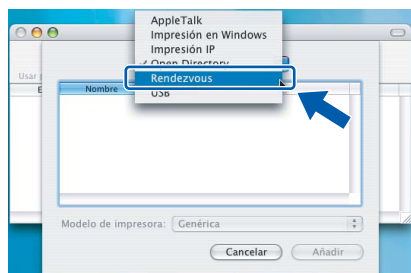 AppleTalk
Impresión en Windows
Impresión IP
✓ Open Directory
Rendezvous
USB
Usar
Nombre
Modelo de impresora: Genérica
Cancelar Añadir